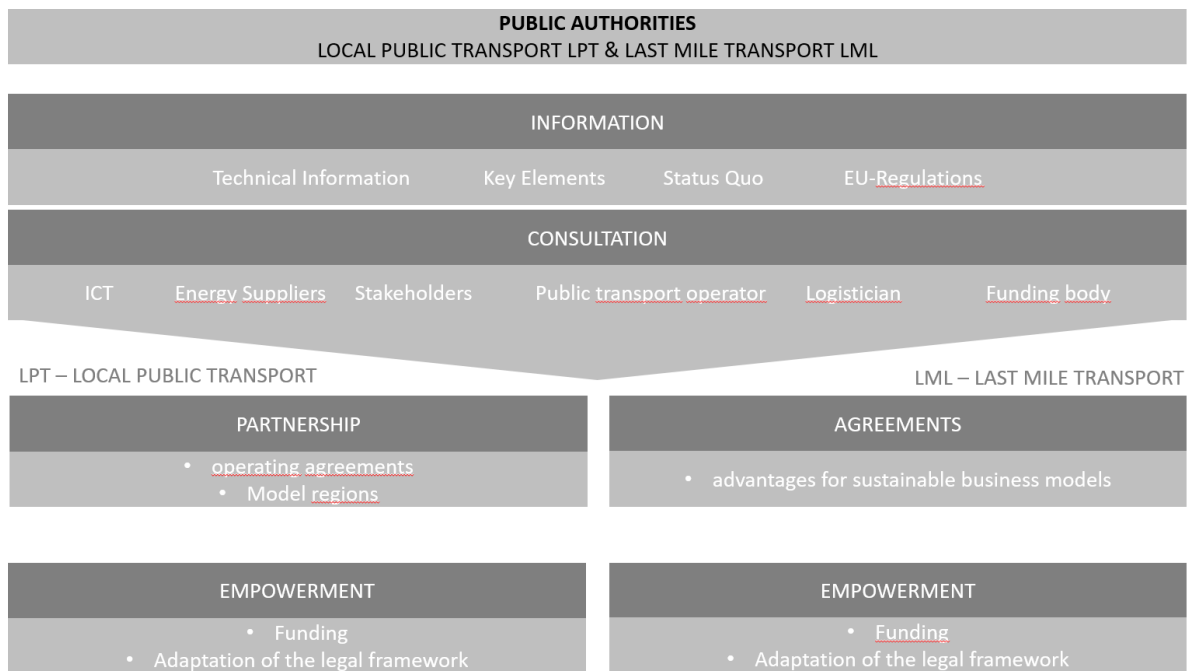 PUBLIC AUTHORITIES
LOCAL PUBLIC TRANSPORT LPT & LAST MILE TRANSPORT LML
INFORMATION
Technical Information Key Elements Status Quo EU-Regulations
CONSULTATION
ICT Energy Suppliers Stakeholders Public transport operator Logistician Funding body
LPT – LOCAL PUBLIC TRANSPORT
LML – LAST MILE TRANSPORT
PARTNERSHIP
• operating agreements
• Model regions
AGREEMENTS
• advantages for sustainable business models
EMPOWERMENT
• Funding
• Adaptation of the legal framework
EMPOWERMENT
• Funding
• Adaptation of the legal framework